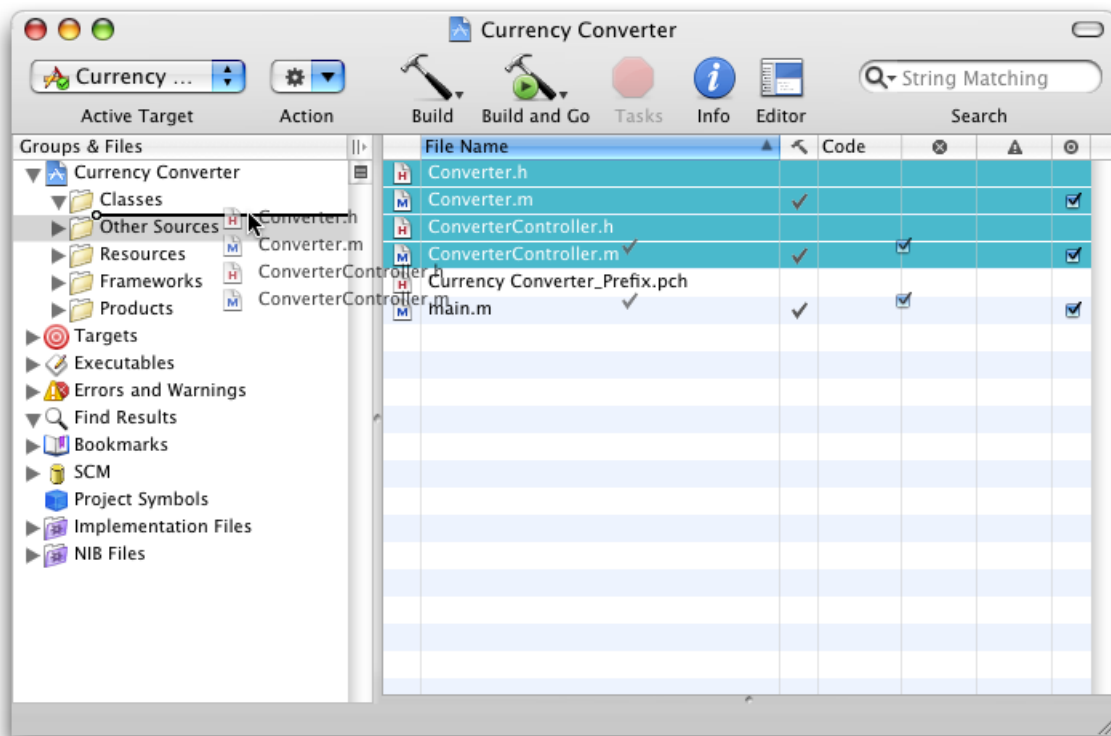 Currency Converter
Currency ...
String Matching
Active Target
Action
Build
Build and Go
Tasks
Info
Editor
Search
Groups & Files
File Name
Code
Currency Converter
Classes
Other Sources
Resources
Frameworks
Products
Targets
Executables
Errors and Warnings
Find Results
Bookmarks
SCM
Project Symbols
Implementation Files
NIB Files
Converter.h
Converter.m
ConverterController.h
ConverterController.m
Converter.h
Converter.m
ConverterController.h
ConverterController.m
Currency Converter_Prefix.pch
main.m